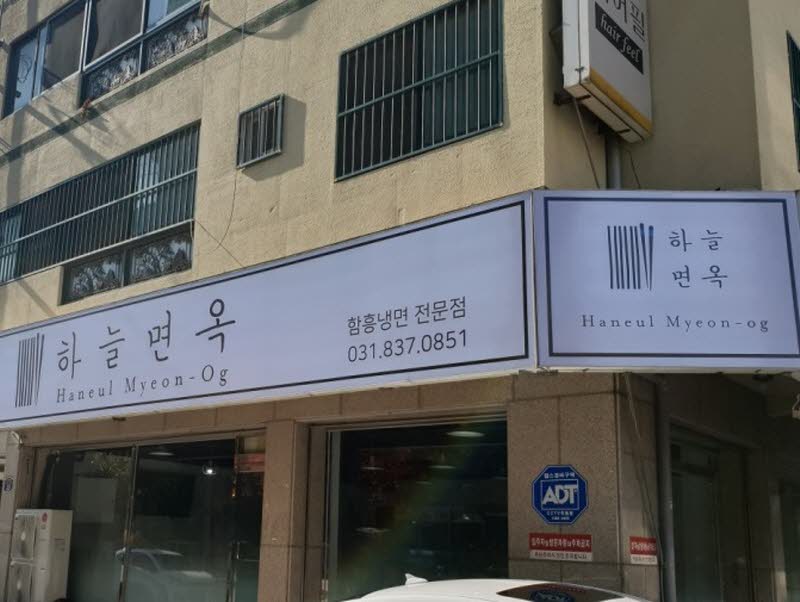 어필
hair feel
하늘면옥
Haneul Myeon-Og
함흥냉면 전문점
031.837.0851
하늘
면옥
Haneul Myeon-og
ADT